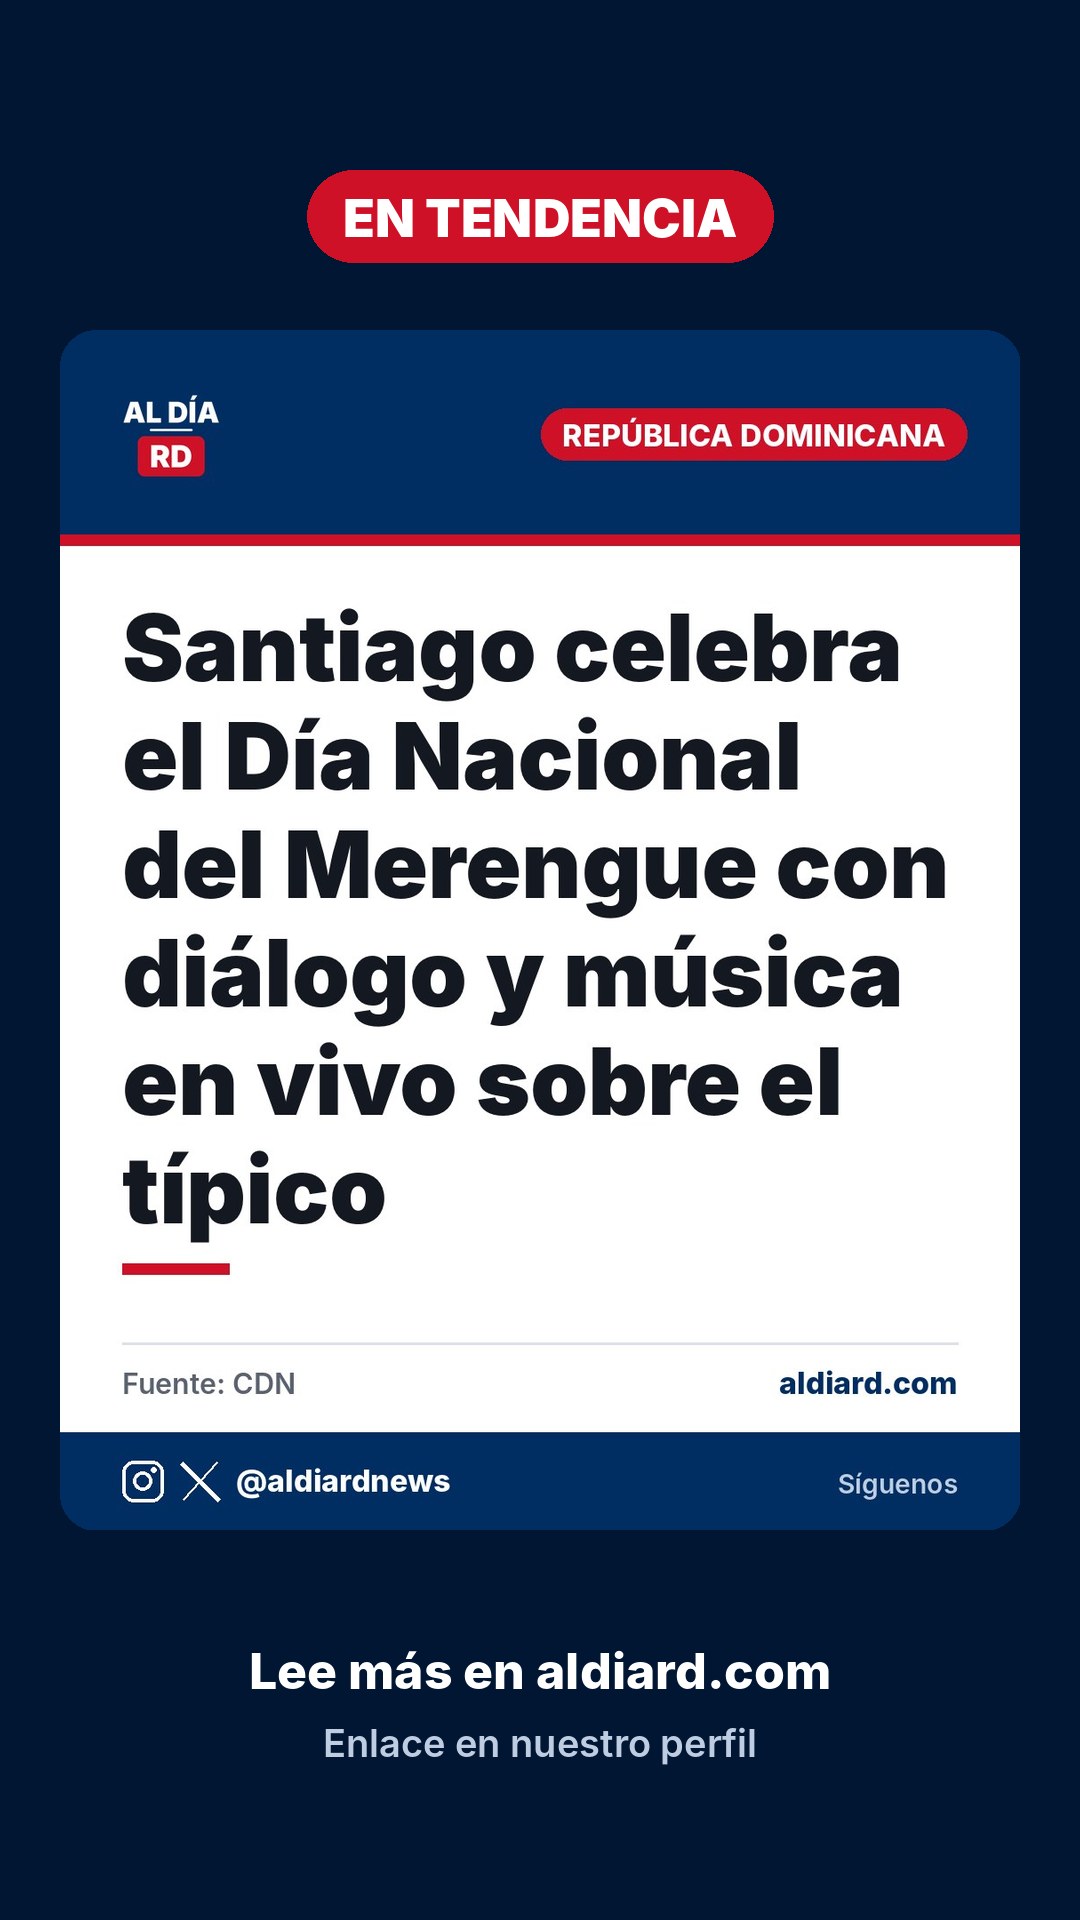 EN TENDENCIA
AL DÍA
RD
REPÚBLICA DOMINICANA
Santiago celebra
el Día Nacional
del Merengue con
diálogo y música
en vivo sobre el
típico
Fuente: CDN
aldiard.com
@aldiardnews
Síguenos
Lee más en aldiard.com
Enlace en nuestro perfil